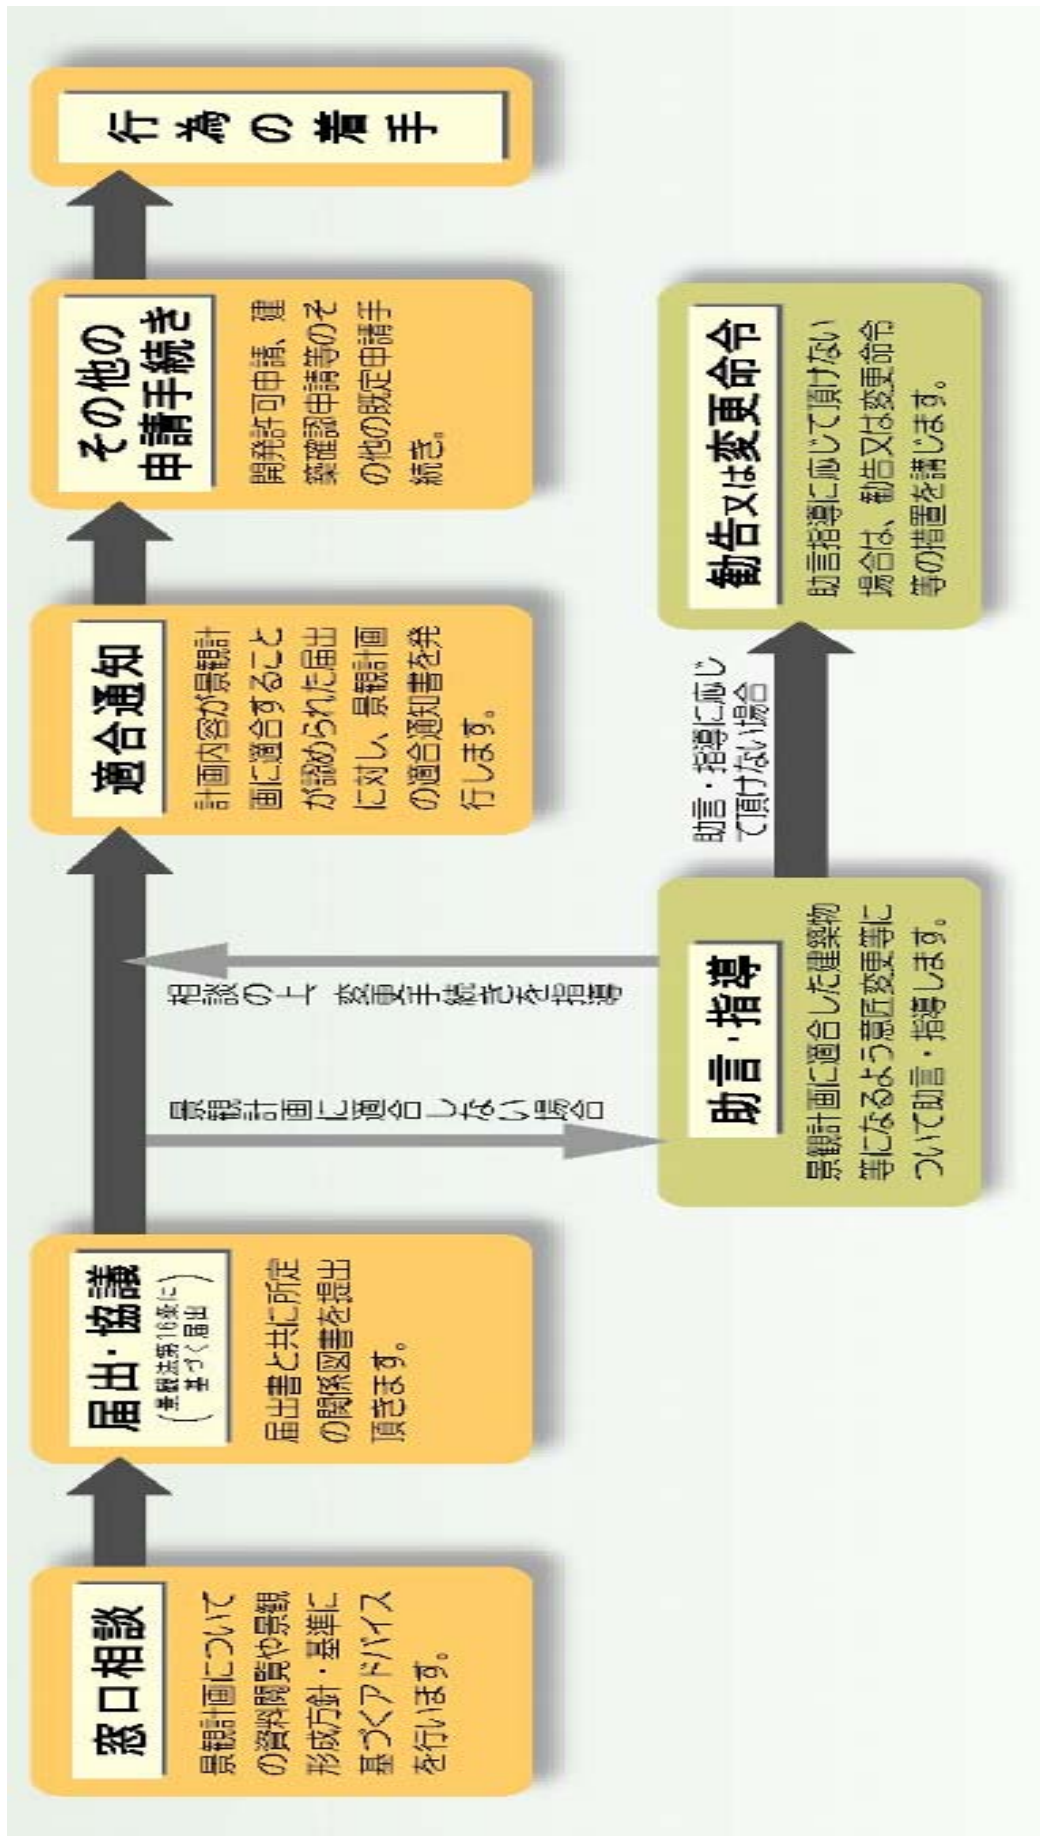 窓口相談
景観計画について
の資料閲覧や景観
形成方針・基準に
基づくアドバイス
を行います。
届出・協議
(景観法第16条に
基づく届出)
届出書と共に所定
の関係図書を提出
頂きます。
適合通知
計画内容が景観計
画に適合すること
が認められた届出
に対し、景観計画
の適合通知書を発
行します。
その他の
申請手続き
開発許可申請、建
築確認申請等のそ
の他の既定申請手
続き。
行為の着手
景観計画に適合しない場合
相談の上、変更手続きを指導
助言・指導
景観計画に適合した建築物
等になるよう意匠変更等に
ついて助言・指導します。
助言・指導に応じ
て頂けない場合
勧告又は変更命令
助言指導に応じて頂けない
場合は、勧告又は変更命令
等の措置を講じます。